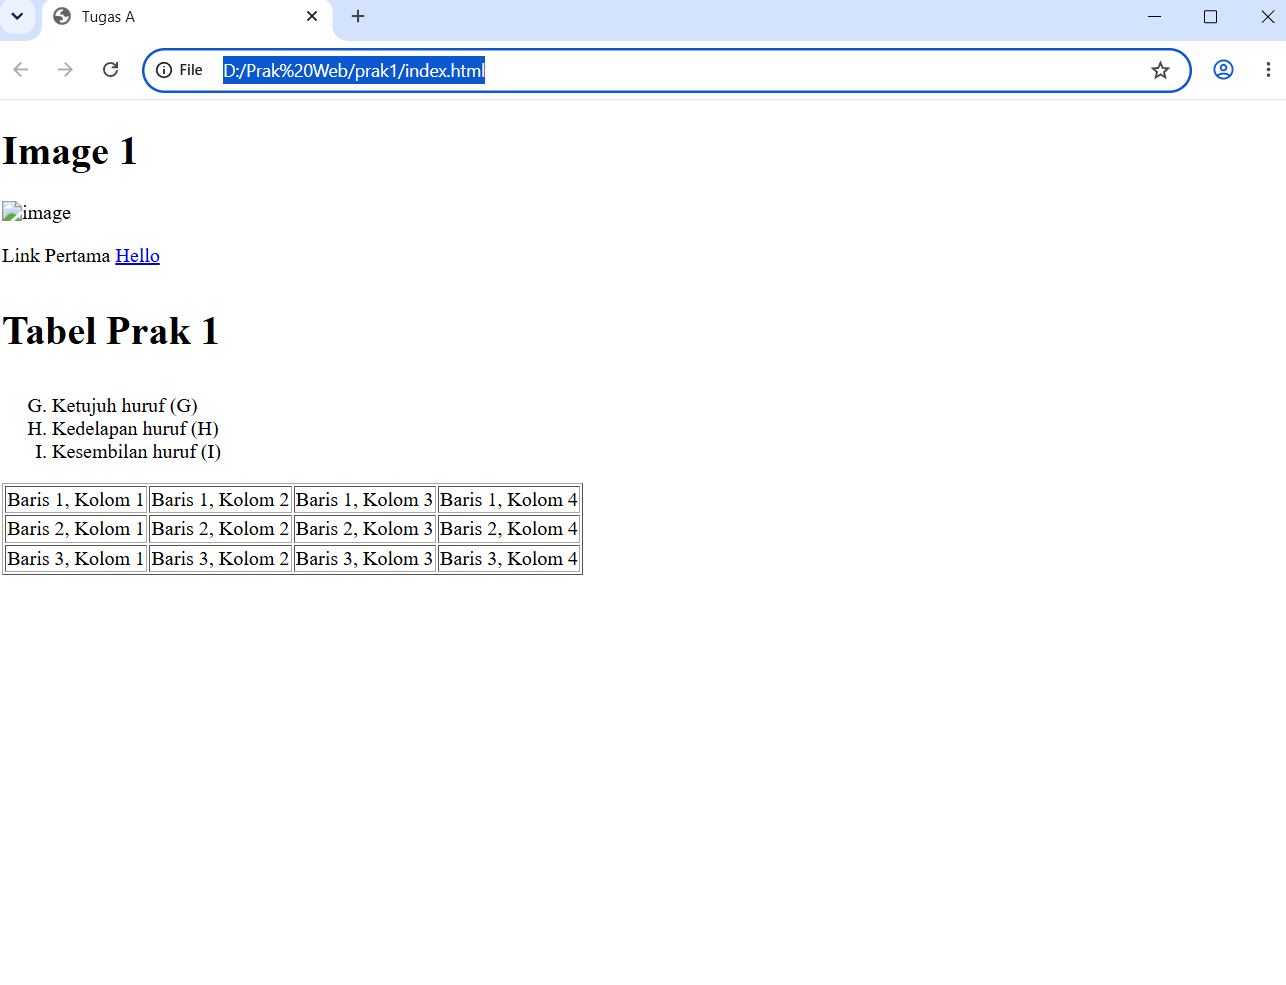 Tugas A
File D:/Prak%20Web/prak1/index.html
Image 1
image
Link Pertama Hello
Tabel Prak 1
G. Ketujuh huruf (G)
H. Kedelapan huruf (H)
I. Kesembilan huruf (I)
Baris 1, Kolom 1 Baris 1, Kolom 2 Baris 1, Kolom 3 Baris 1, Kolom 4
Baris 2, Kolom 1 Baris 2, Kolom 2 Baris 2, Kolom 3 Baris 2, Kolom 4
Baris 3, Kolom 1 Baris 3, Kolom 2 Baris 3, Kolom 3 Baris 3, Kolom 4